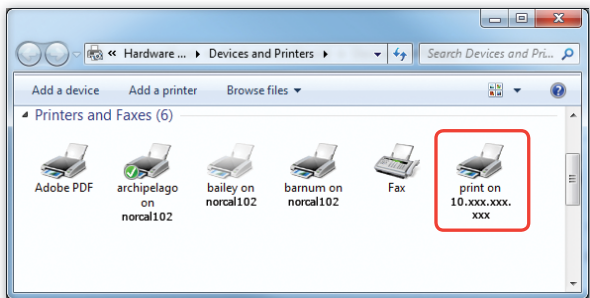 « Hardware ... ▸ Devices and Printers ▸
Search Devices and Pri...
Add a device
Add a printer
Browse files ▾
Printers and Faxes (6)
Adobe PDF
archipelago
on
norcal102
bailey on
norcal102
barnum on
norcal102
Fax
print on
10.xxx.xxx.
xxx